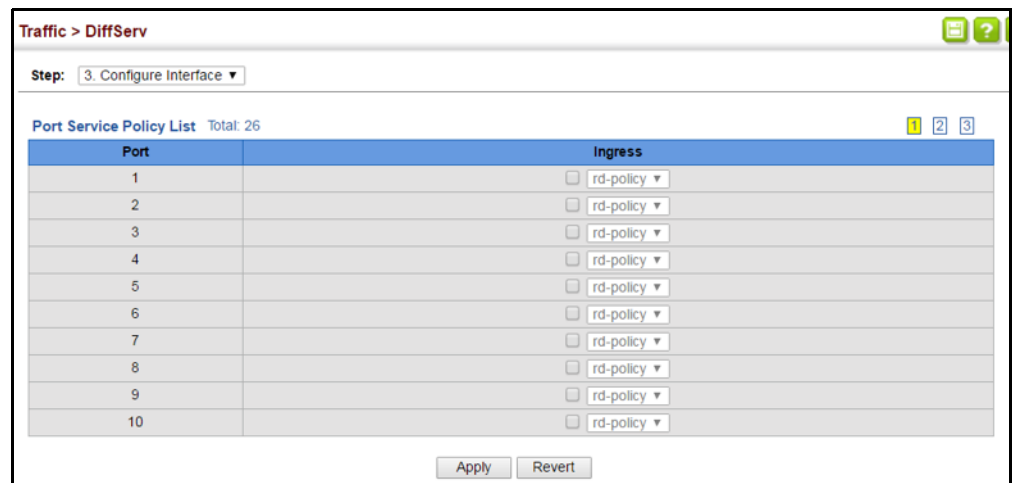 Traffic > DiffServ
?
Step: 3. Configure Interface ▼
Port Service Policy List Total: 26 1 2 3
Port Ingress
1 rd-policy ▼
2 rd-policy ▼
3 rd-policy ▼
4 rd-policy ▼
5 rd-policy ▼
6 rd-policy ▼
7 rd-policy ▼
8 rd-policy ▼
9 rd-policy ▼
10 rd-policy ▼
Apply Revert